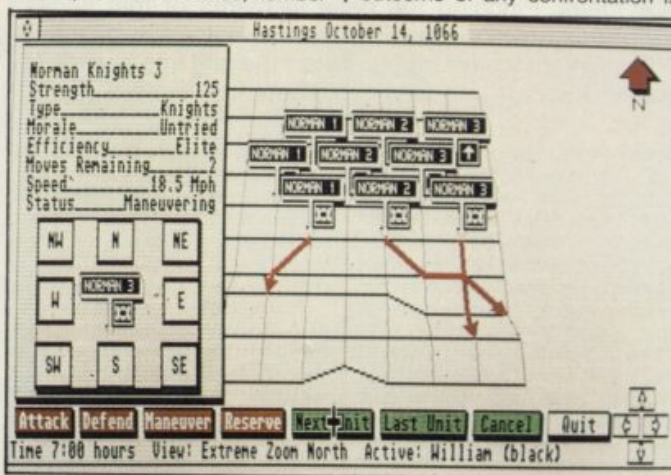 Hastings October 14, 1066
Norman Knights 3
Strength 125
Type Knights
Morale Untried
Efficiency Elite
Moves Remaining 2
Speed 18.5 Mph
Status Maneuvering
NW N NE
W NORMAN 3 E
SW S SE
N
NORMAN 1 NORMAN 2 NORMAN 3
NORMAN 1 NORMAN 2 NORMAN 3
NORMAN 1 NORMAN 2 NORMAN 3
Attack Defend Maneuver Reserve Next Unit Last Unit Cancel Quit
Time 7:00 hours View: Extreme Zoom North Active: William (black)